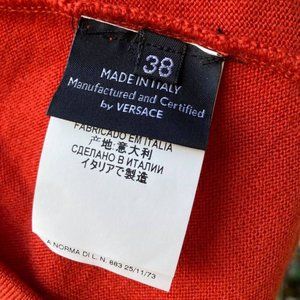 38
MADE IN ITALY
Manufactured and Certified
by VERSACE
FABRICADO EM ITALIA
产地:意大利
СДЕЛАНО В ИТАЛИИ
イタリアで製造
A NORMA DI L. N. 883 25/11/73